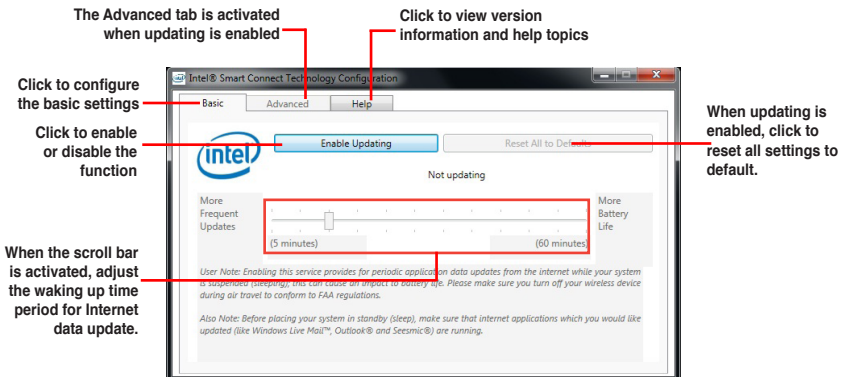 The Advanced tab is activated
when updating is enabled
Click to view version
information and help topics
Click to configure
the basic settings
Click to enable
or disable the
function
When the scroll bar
is activated, adjust
the waking up time
period for Internet
data update.
Intel® Smart Connect Technology Configuration
Basic
Advanced
Help
intel
Enable Updating
Reset All to Defaults
Not updating
More
Frequent
Updates
More
Battery
Life
(5 minutes)
(60 minutes)
User Note: Enabling this service provides for periodic application data updates from the internet while your system
is suspended (sleeping); this can cause an impact to battery life. Please make sure you turn off your wireless device
during air travel to conform to FAA regulations.
Also Note: Before placing your system in standby (sleep), make sure that internet applications which you would like
updated (like Windows Live Mail™, Outlook® and Seesmic®) are running.
When updating is
enabled, click to
reset all settings to
default.